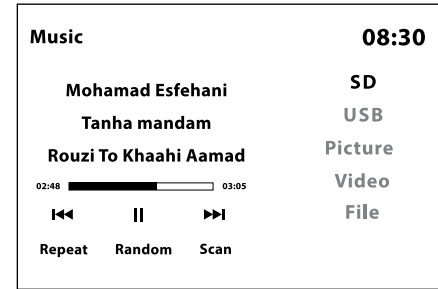 Music
08:30
Mohamad Esfehani
Tanha mandam
Rouzi To Khaahi Aamad
02:48 03:05
Repeat Random Scan
SD
USB
Picture
Video
File